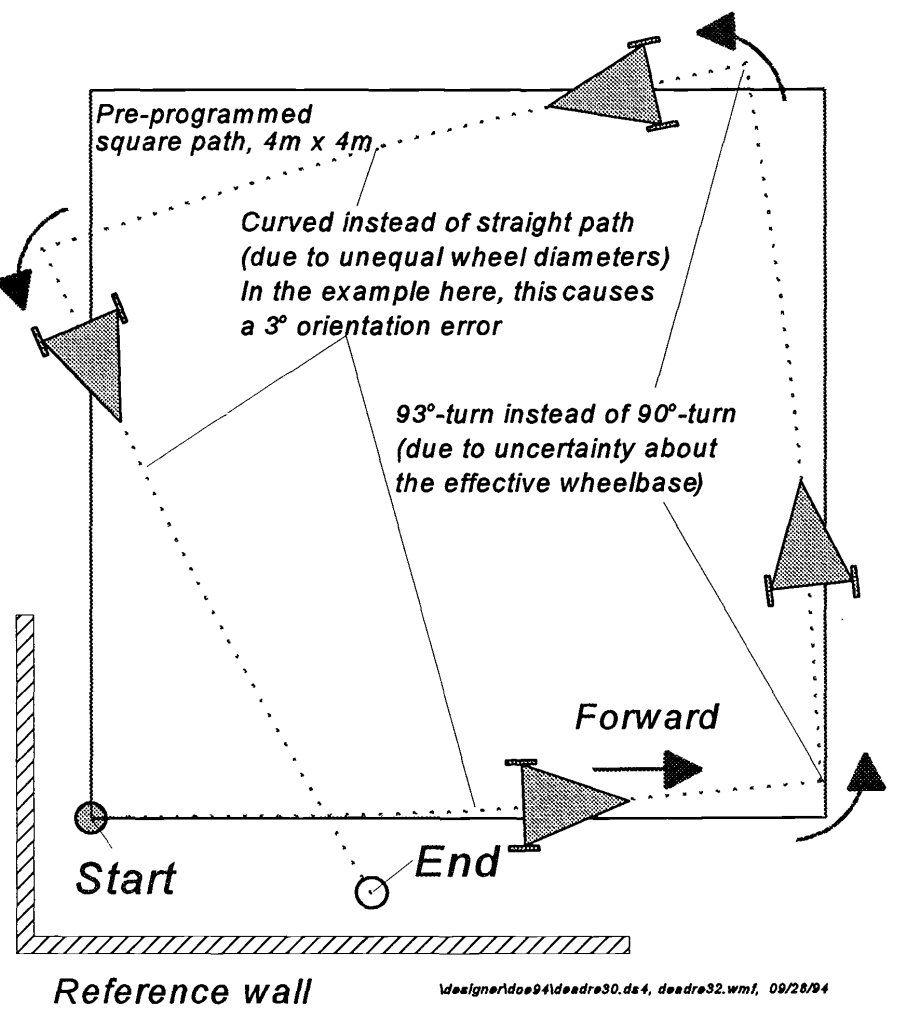 Pre-programmed
square path, 4m x 4m.
Curved instead of straight path
(due to unequal wheel diameters)
In the example here, this causes
a 3° orientation error
93°-turn instead of 90°-turn
(due to uncertainty about
the effective wheelbase)
Forward
Start
End
Reference wall
\designer\doe94\deadre30.ds4, deadre32.wmf, 09/28/94